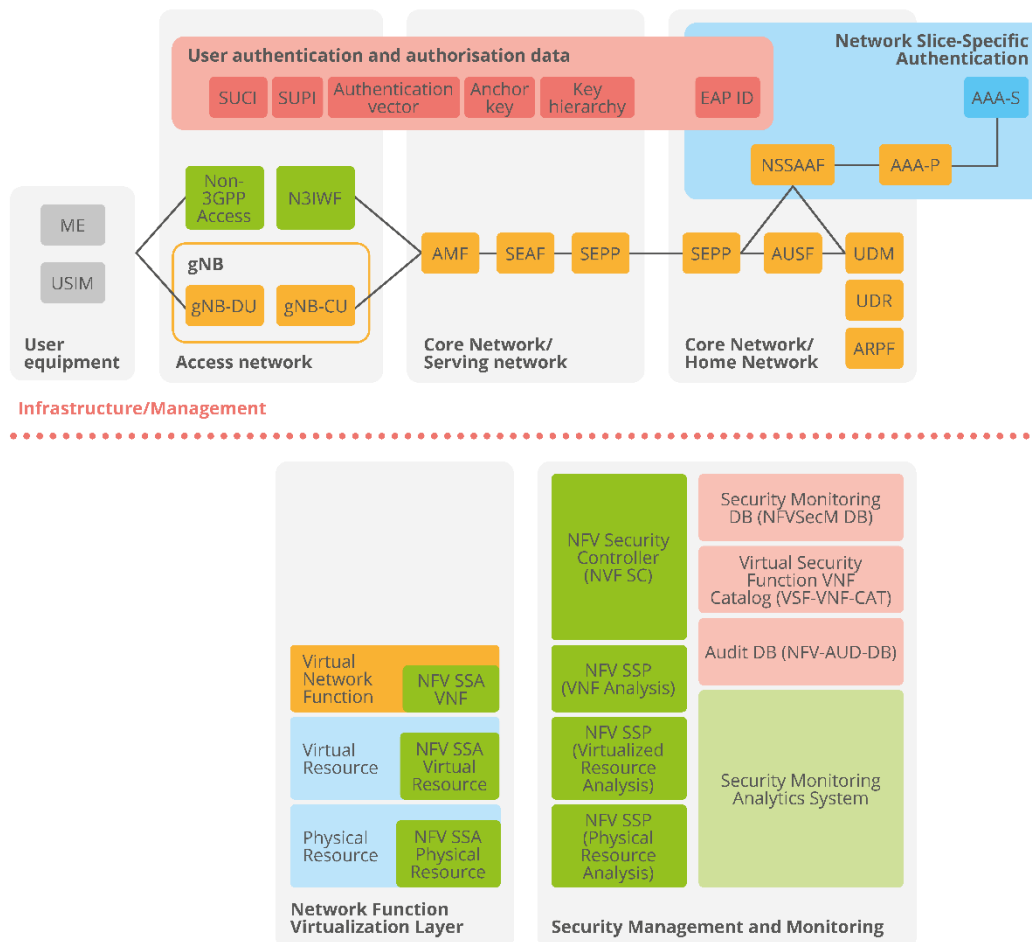 User authentication and authorisation data
SUCI
SUPI
Authentication
vector
Anchor
key
Key
hierarchy
EAP ID
Network Slice-Specific
Authentication
AAA-S
NSSAAF
AAA-P
ME
USIM
User
equipment
Non-
3GPP
Access
N3IWF
gNB
gNB-DU
gNB-CU
Access network
AMF
SEAF
SEPP
Core Network/
Serving network
SEPP
AUSF
UDM
UDR
ARPF
Core Network/
Home Network
Infrastructure/Management
Virtual
Network
Function
NFV SSA
VNF
Virtual
Resource
NFV SSA
Virtual
Resource
Physical
Resource
NFV SSA
Physical
Resource
Network Function
Virtualization Layer
NFV Security
Controller
(NVF SC)
NFV SSP
(VNF Analysis)
NFV SSP
(Virtualized
Resource
Analysis)
NFV SSP
(Physical
Resource
Analysis)
Security Monitoring
DB (NFVSecM DB)
Virtual Security
Function VNF
Catalog (VSF-VNF-CAT)
Audit DB (NFV-AUD-DB)
Security Monitoring
Analytics System
Security Management and Monitoring